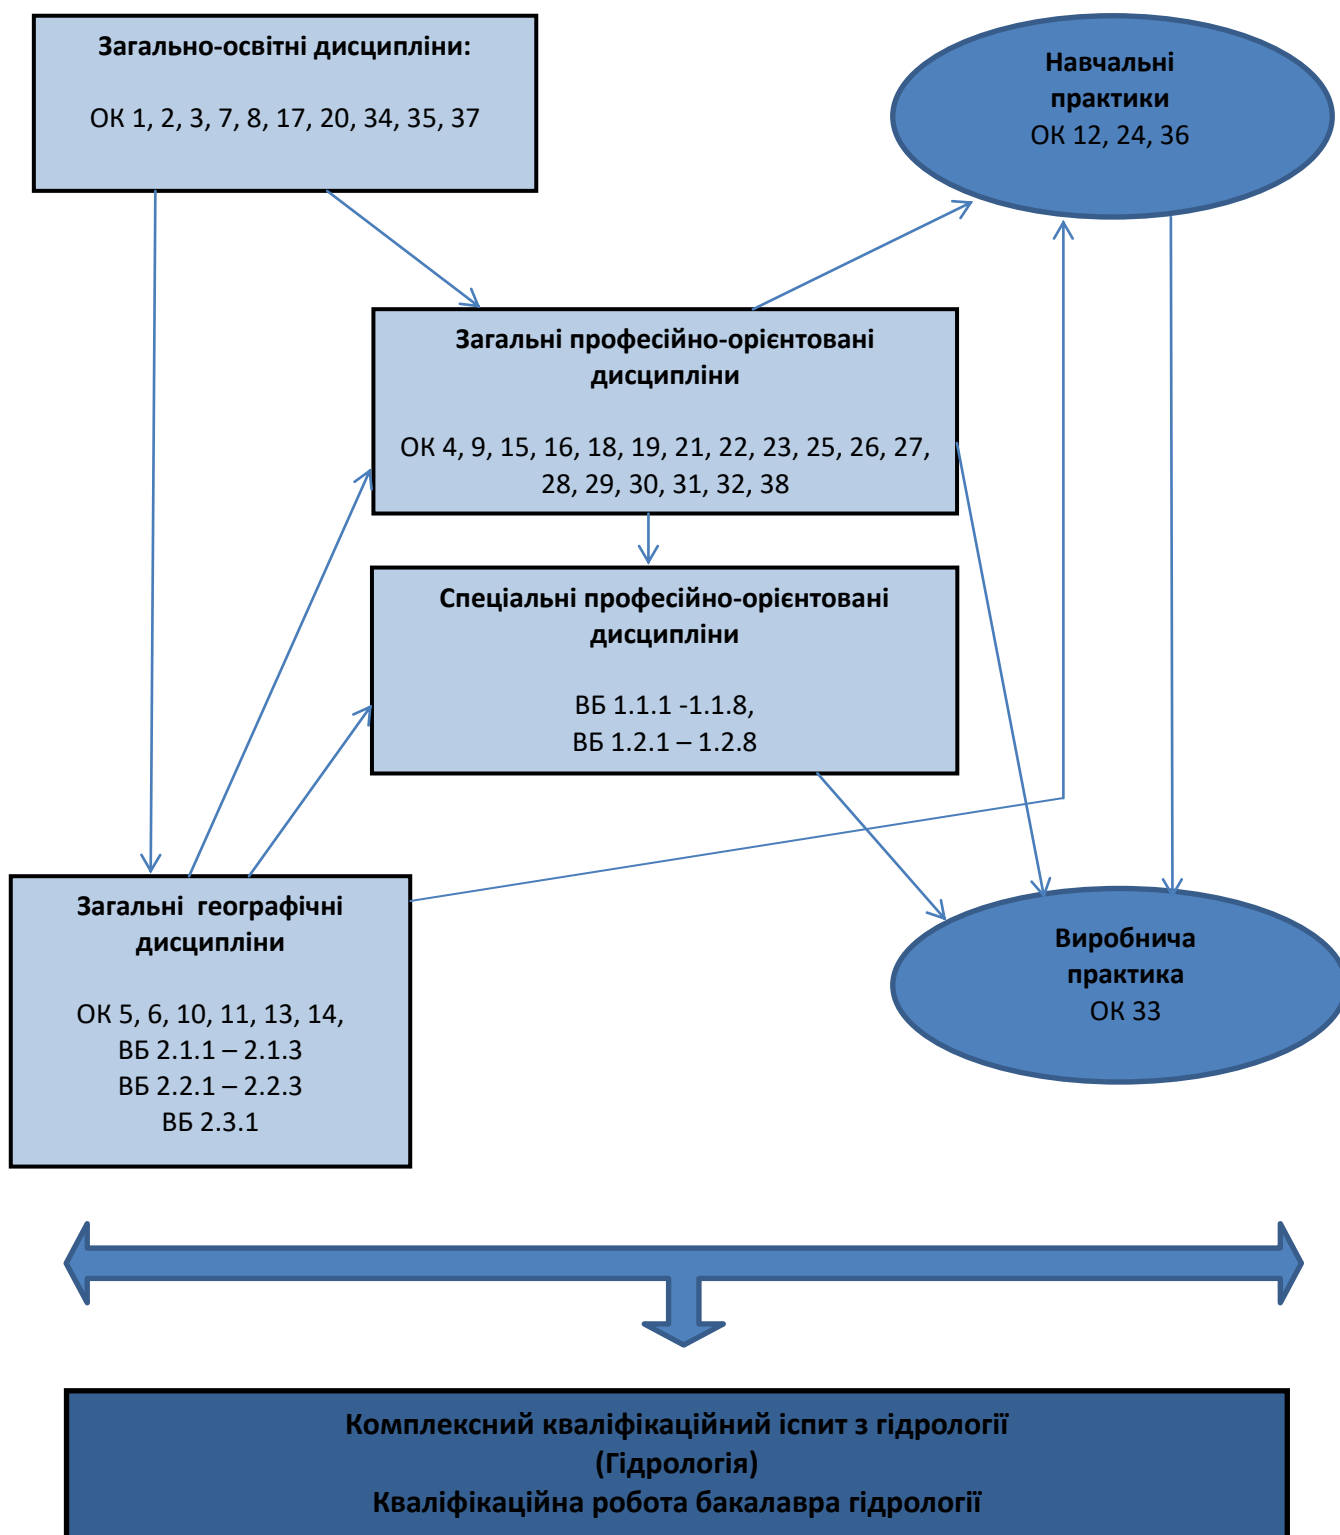 Загально-освітні дисципліни:
ОК 1, 2, 3, 7, 8, 17, 20, 34, 35, 37
Навчальні
практики
ОК 12, 24, 36
Загальні професійно-орієнтовані
дисципліни
ОК 4, 9, 15, 16, 18, 19, 21, 22, 23, 25, 26, 27,
28, 29, 30, 31, 32, 38
Спеціальні професійно-орієнтовані
дисципліни
ВБ 1.1.1 -1.1.8,
ВБ 1.2.1 – 1.2.8
Загальні географічні
дисципліни
ОК 5, 6, 10, 11, 13, 14,
ВБ 2.1.1 – 2.1.3
ВБ 2.2.1 – 2.2.3
ВБ 2.3.1
Виробнича
практика
ОК 33
Комплексний кваліфікаційний іспит з гідрології
(Гідрологія)
Кваліфікаційна робота бакалавра гідрології